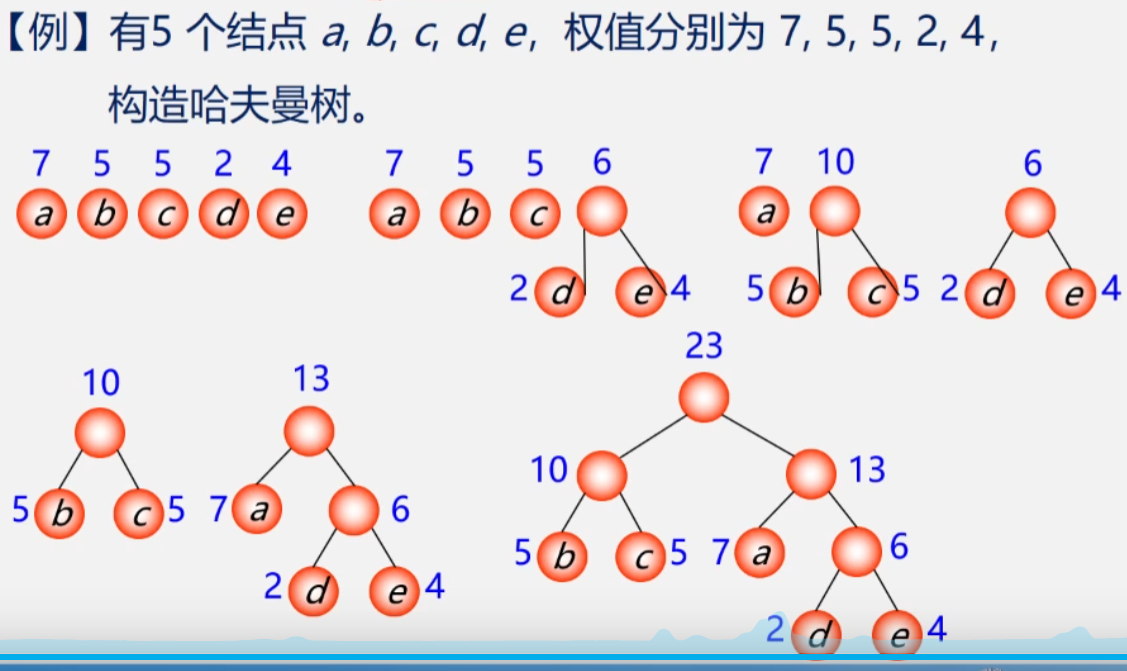 【例】有5 个结点 a, b, c, d, e, 权值分别为 7, 5, 5, 2, 4,
构造哈夫曼树。
7 5 5 2 4 7 5 5 6 7 10 6
a b c d e a b c a
2 d e 4 5 b c 5 2 d e 4
23
10 13
10 13
5 b c 5 7 a 6
5 b c 5 7 a 6
2 d e 4
2 d e 4